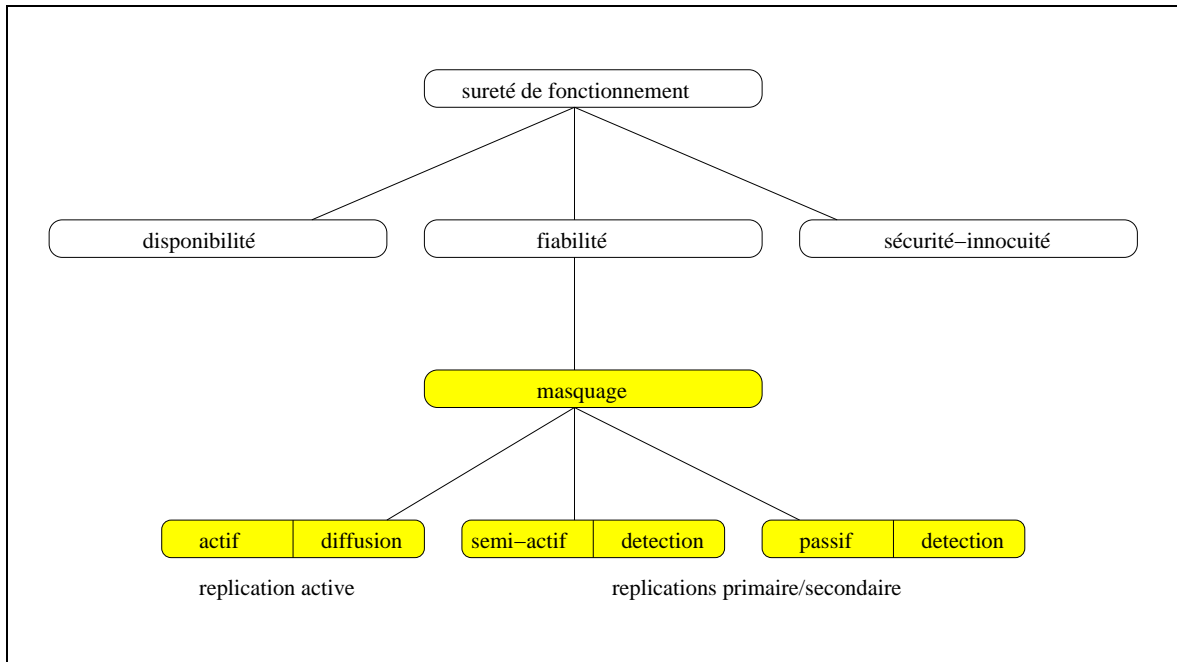 sureté de fonctionnement
disponibilité
fiabilité
sécurité−innocuité
masquage
actif
diffusion
semi−actif
detection
passif
detection
replication active
replications primaire/secondaire